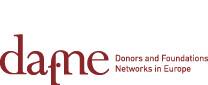 dafne
Donors and Foundations
Networks in Europe